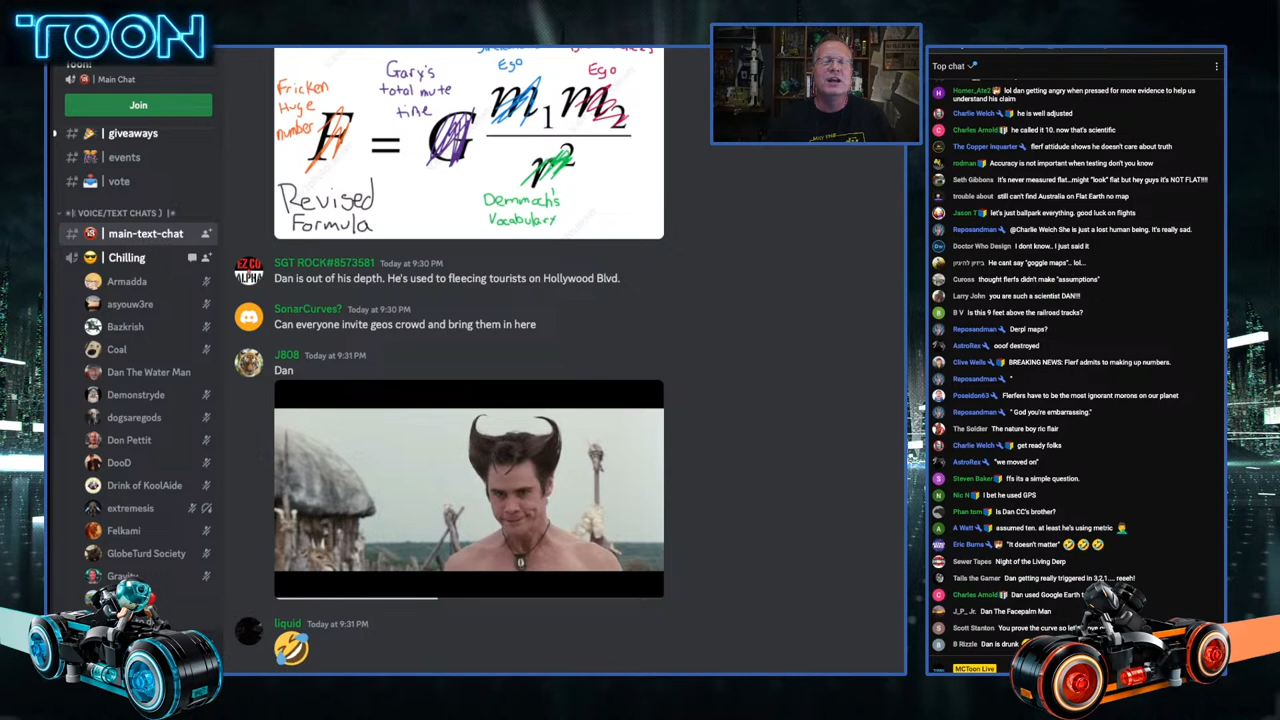 TOON
Toon!
Main Chat
Join
giveaways
events
vote
VOICE/TEXT CHATS
main-text-chat
Chilling
Armadda
asyouw3re
Bazkrish
Coal
Dan The Water Man
Demonstryde
dogsaregods
Don Pettit
DooD
Drink of KoolAide
extremesis
Felkami
GlobeTurd Society
Gravity
Ego
Ego
Fricken
Huge
number
Gary's
total mute
time
F = G m1 m2
r2
Revised
Formula
Demmoch's
Vocabulary
SGT ROCK#8573581 Today at 9:30 PM
Dan is out of his depth. He's used to fleecing tourists on Hollywood Blvd.
SonarCurves? Today at 9:30 PM
Can everyone invite geos crowd and bring them in here
J808 Today at 9:31 PM
Dan
liquid Today at 9:31 PM
Top chat
Homer_Ate2 lol dan getting angry when pressed for more evidence to help us
understand his claim
Charlie Welch he is well adjusted
Charles Arnold he called it 10. now that's scientific
The Copper Inquarter flerf attidude shows he doesn't care about truth
rodman Accuracy is not important when testing don't you know
Seth Gibbons It's never measured flat...might "look" flat but hey guys it's NOT FLAT!!!!
trouble about still can't find Australia on Flat Earth no map
Jason T let's just ballpark everything. good luck on flights
Reposandman @Charlie Welch She is just a lost human being. It's really sad.
Doctor Who Design I dont know.. I just said it
He cant say "goggle maps"... lol...
Cuross thought flerfs didn't make "assumptions"
Larry John you are such a scientist DAN!!!
B V Is this 9 feet above the railroad tracks?
Reposandman Derpl maps?
AstroRex ooof destroyed
Clive Wells BREAKING NEWS: Flerf admits to making up numbers.
Reposandman "
Poseidon63 Flerfers have to be the most ignorant morons on our planet
Reposandman " God you're embarrassing."
The Soldier The nature boy ric flair
Charlie Welch get ready folks
AstroRex "we moved on"
Steven Baker ffs its a simple question.
Nic N I bet he used GPS
Phan tom Is Dan CC's brother?
A Watt assumed ten. at least he's using metric
Eric Burns "It doesn't matter"
Sewer Tapes Night of the Living Derp
Tails the Gamer Dan getting really triggered in 3,2,1.... reeeh!
Charles Arnold Dan used Google Earth
J_P_ Jr. Dan The Facepalm Man
Scott Stanton You prove the curve so let
B Rizzle Dan is drunk
MCToon Live